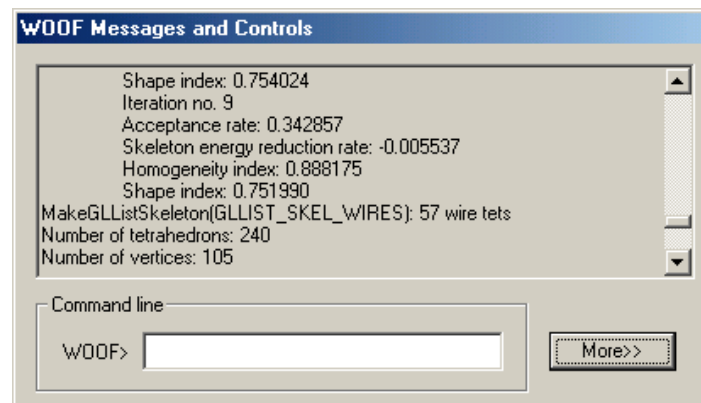 WOOF Messages and Controls
Shape index: 0.754024
Iteration no. 9
Acceptance rate: 0.342857
Skeleton energy reduction rate: -0.005537
Homogeneity index: 0.888175
Shape index: 0.751990
MakeGLListSkeleton(GLLIST_SKEL_WIRES): 57 wire tets
Number of tetrahedrons: 240
Number of vertices: 105
Command line
WOOF>
More>>